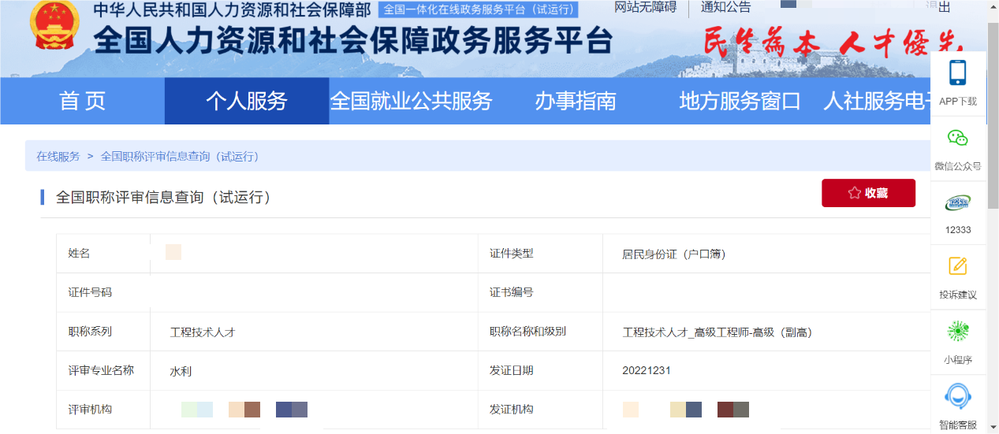 中华人民共和国人力资源和社会保障部 全国一体化在线政务服务平台（试运行） 网站无障碍 通知公告 退出
全国人力资源和社会保障政务服务平台 民生為本 人才優先
首 页 个人服务 全国就业公共服务 办事指南 地方服务窗口 人社服务电子
APP下载
微信公众号
12333
投诉建议
小程序
智能客服
在线服务 > 全国职称评审信息查询（试运行）
全国职称评审信息查询（试运行） 收藏
姓名 证件类型 居民身份证（户口簿）
证件号码 证书编号
职称系列 工程技术人才 职称名称和级别 工程技术人才_高级工程师-高级（副高）
评审专业名称 水利 发证日期 20221231
评审机构 发证机构